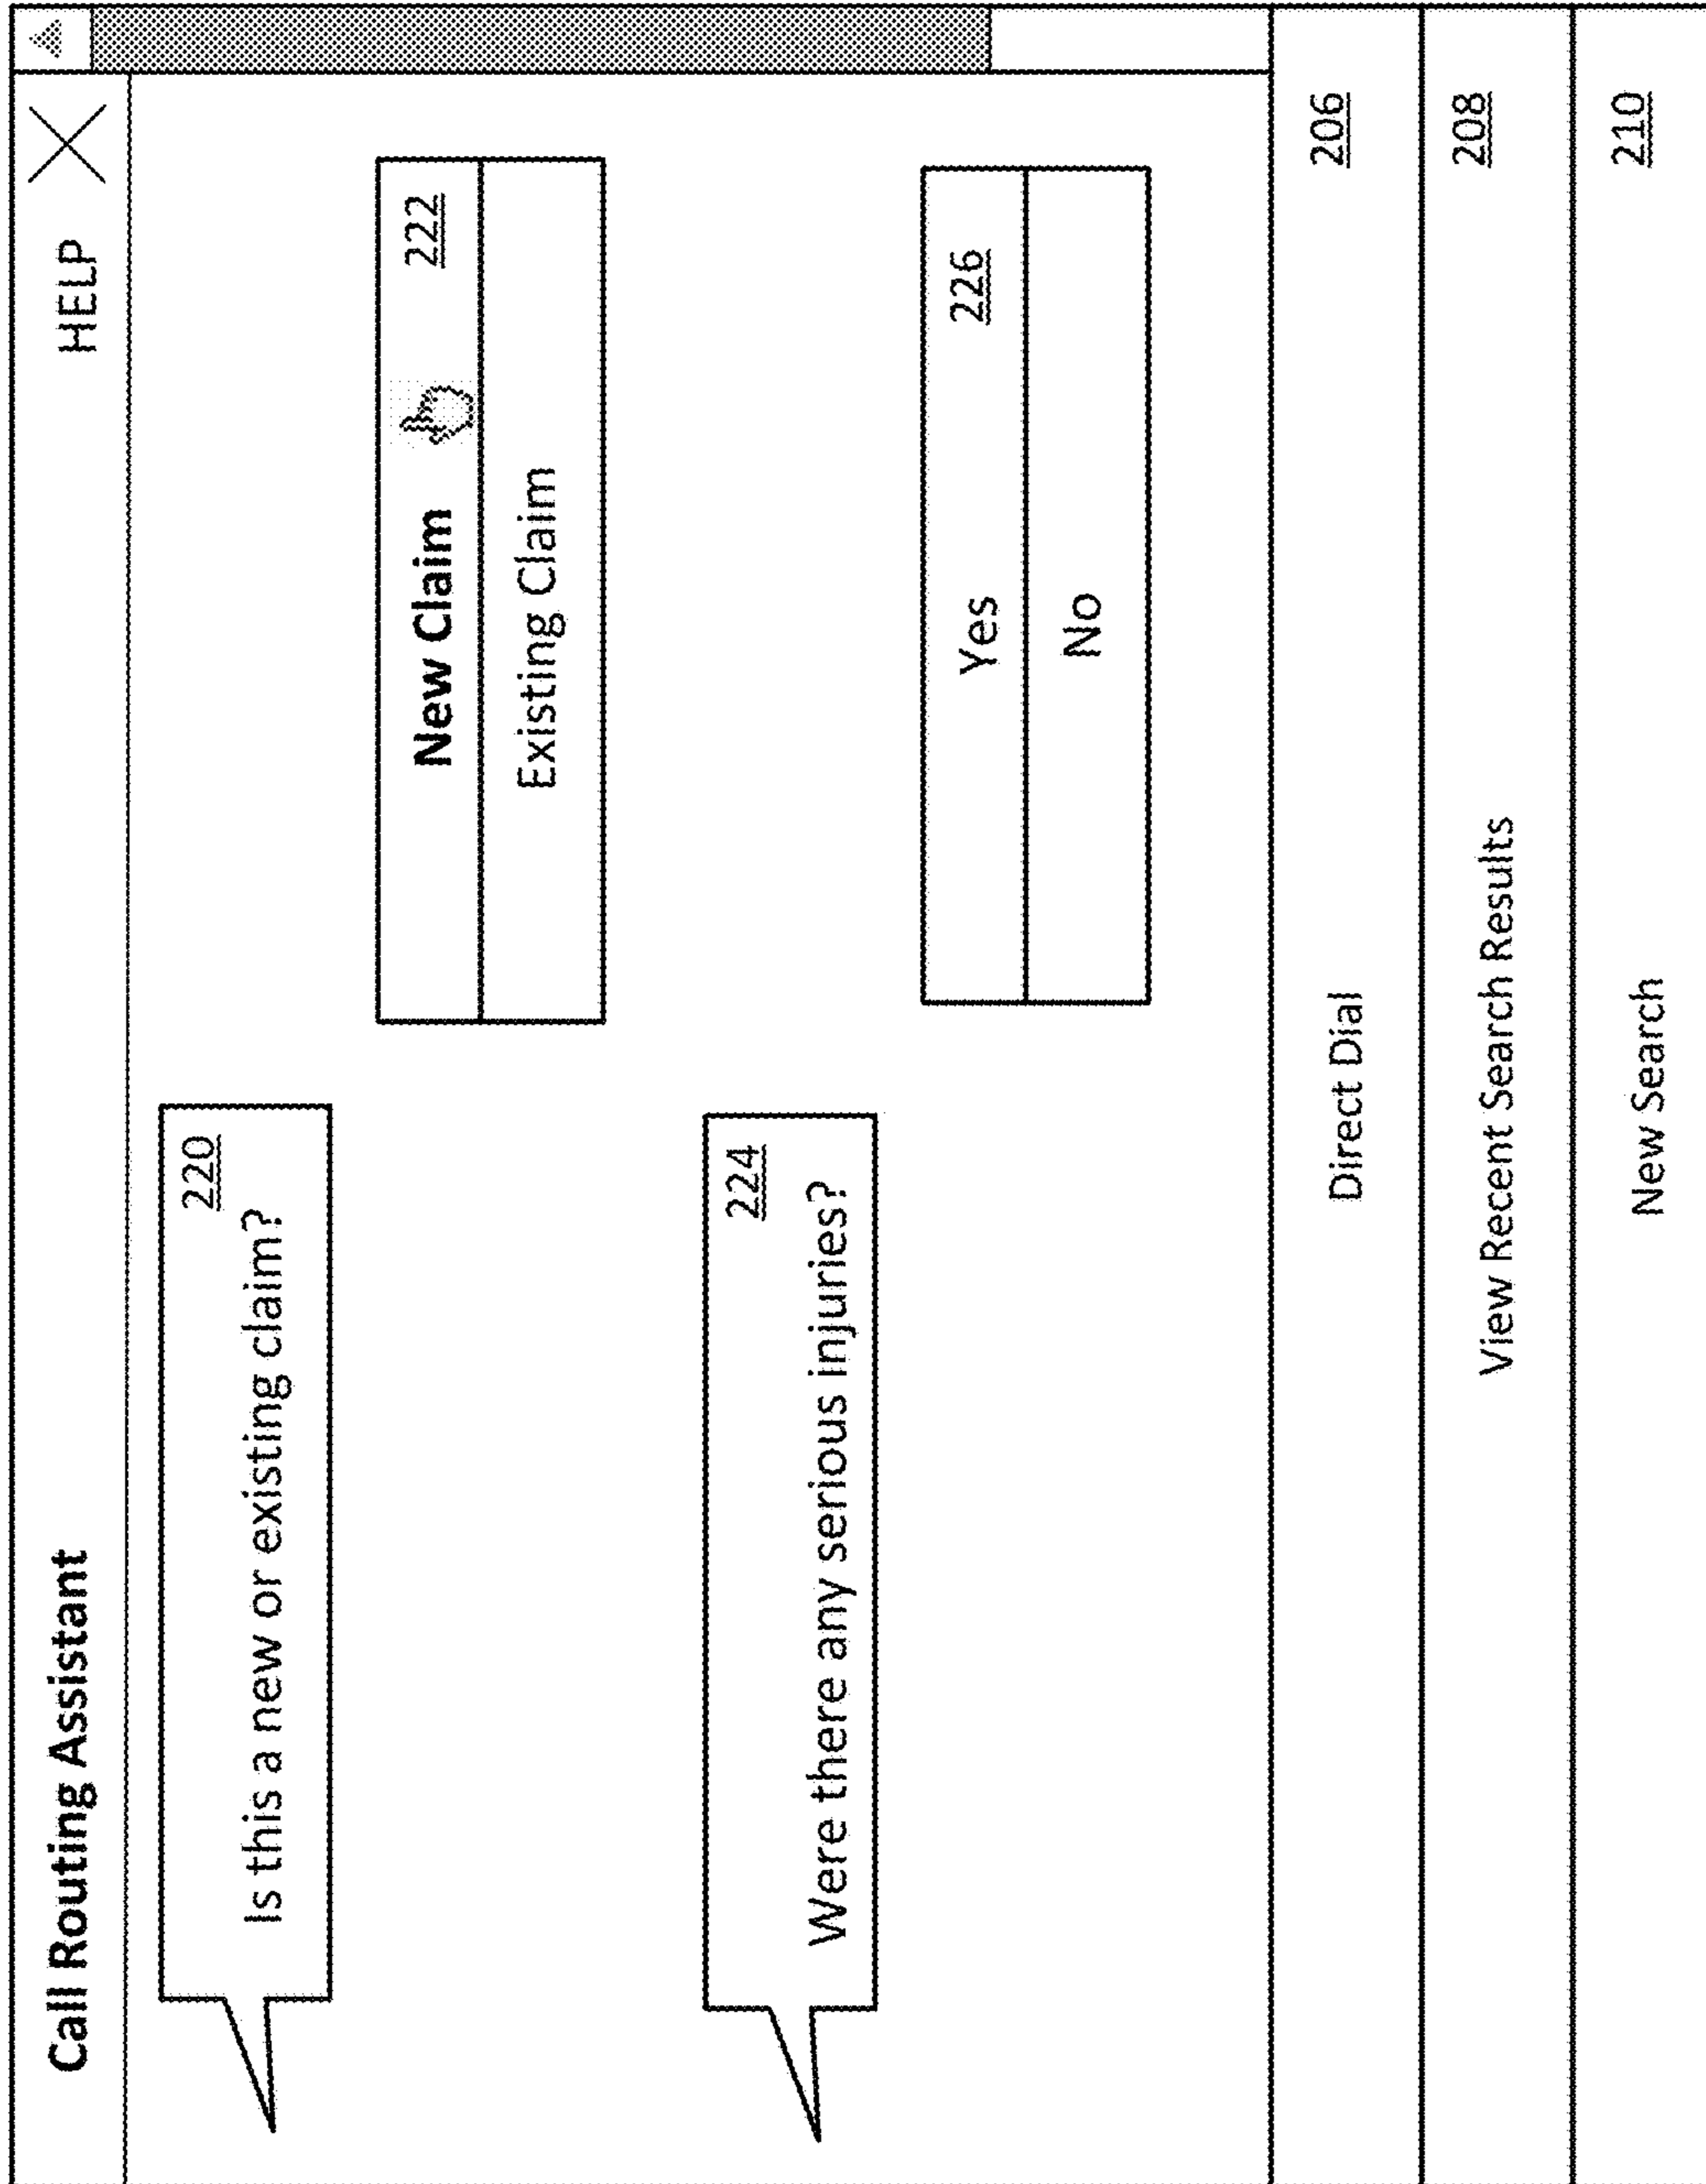 Call Routing Assistant
HELP
220
Is this a new or existing claim?
New Claim 222
Existing Claim
224
Were there any serious injuries?
Yes 226
No
Direct Dial 206
View Recent Search Results 208
New Search 210